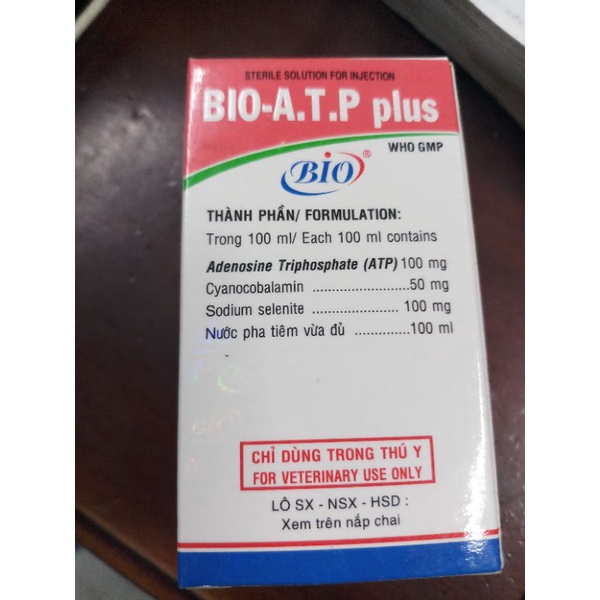 STERILE SOLUTION FOR INJECTION
BIO-A.T.P plus
WHO GMP
BIO®
THÀNH PHẦN/ FORMULATION:
Trong 100 ml/ Each 100 ml contains
Adenosine Triphosphate (ATP) 100 mg
Cyanocobalamin ......................50 mg
Sodium selenite .................... 100 mg
Nước pha tiêm vừa đủ .............100 ml
CHỈ DÙNG TRONG THÚ Y
FOR VETERINARY USE ONLY
LÔ SX - NSX - HSD :
Xem trên nắp chai